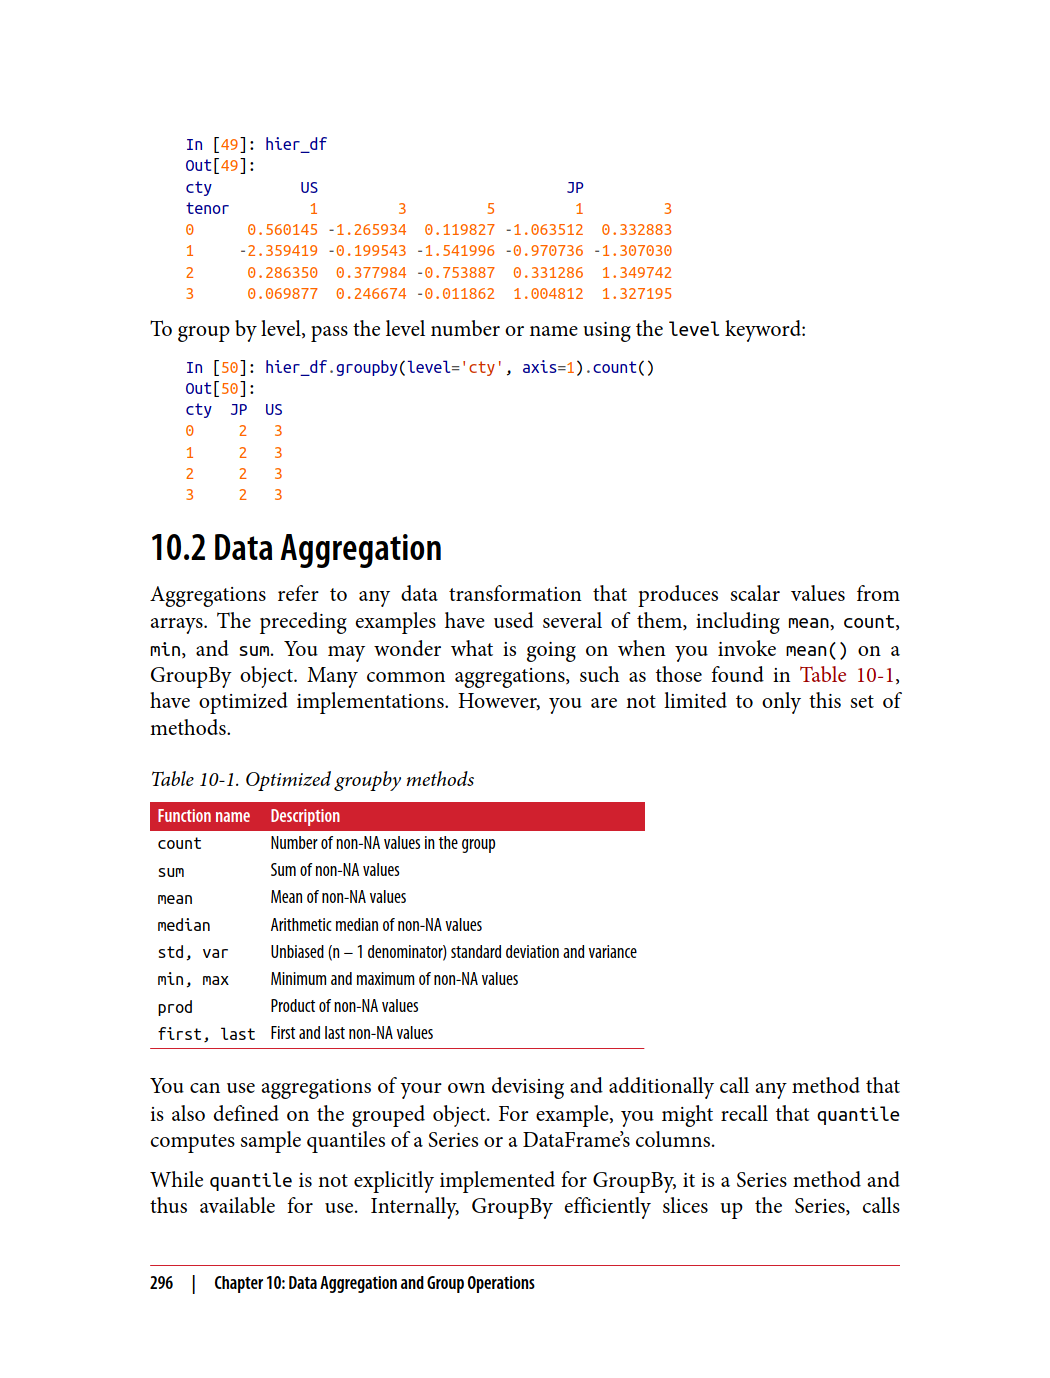 In [49]: hier_df
Out[49]:
cty          US                            JP
tenor         1         3         5         1         3
0      0.560145 -1.265934  0.119827 -1.063512  0.332883
1     -2.359419 -0.199543 -1.541996 -0.970736 -1.307030
2      0.286350  0.377984 -0.753887  0.331286  1.349742
3      0.069877  0.246674 -0.011862  1.004812  1.327195
To group by level, pass the level number or name using the level keyword:
In [50]: hier_df.groupby(level='cty', axis=1).count()
Out[50]:
cty  JP  US
0     2   3
1     2   3
2     2   3
3     2   3
10.2 Data Aggregation
Aggregations refer to any data transformation that produces scalar values from
arrays. The preceding examples have used several of them, including mean, count,
min, and sum. You may wonder what is going on when you invoke mean() on a
GroupBy object. Many common aggregations, such as those found in Table 10-1,
have optimized implementations. However, you are not limited to only this set of
methods.
Table 10-1. Optimized groupby methods
Function name Description
count Number of non-NA values in the group
sum Sum of non-NA values
mean Mean of non-NA values
median Arithmetic median of non-NA values
std, var Unbiased (n – 1 denominator) standard deviation and variance
min, max Minimum and maximum of non-NA values
prod Product of non-NA values
first, last First and last non-NA values
You can use aggregations of your own devising and additionally call any method that
is also defined on the grouped object. For example, you might recall that quantile
computes sample quantiles of a Series or a DataFrame’s columns.
While quantile is not explicitly implemented for GroupBy, it is a Series method and
thus available for use. Internally, GroupBy efficiently slices up the Series, calls
296 | Chapter 10: Data Aggregation and Group Operations